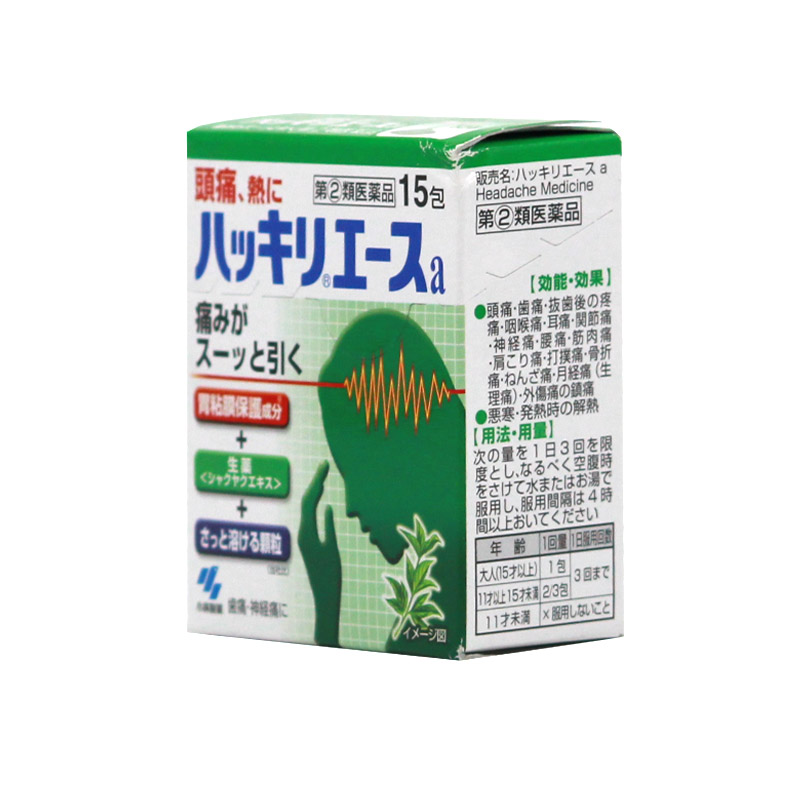 頭痛、熱に
第②類医薬品 15包
ハッキリエースa
®
痛みが
スーッと引く
胃粘膜保護成分
+
生薬
<シャクヤクエキス>
+
さっと溶ける顆粒
小林製薬
歯痛・神経痛に
イメージ図
販売名:ハッキリエース a
Headache Medicine
第②類医薬品
【効能・効果】
●頭痛・歯痛・抜歯後の疼
痛・咽喉痛・耳痛・関節痛
・神経痛・腰痛・筋肉痛
・肩こり痛・打撲痛・骨折
痛・ねんざ痛・月経痛(生
理痛)・外傷痛の鎮痛
●悪寒・発熱時の解熱
【用法・用量】
次の量を1日3回を限
度とし、なるべく空腹時
をさけて水またはお湯で
服用し、服用間隔は4時
間以上おいてください
年齢 1回量 1日服用回数
大人(15才以上) 1包 3回まで
11才以上15才未満 2/3包
11才未満 ×服用しないこと